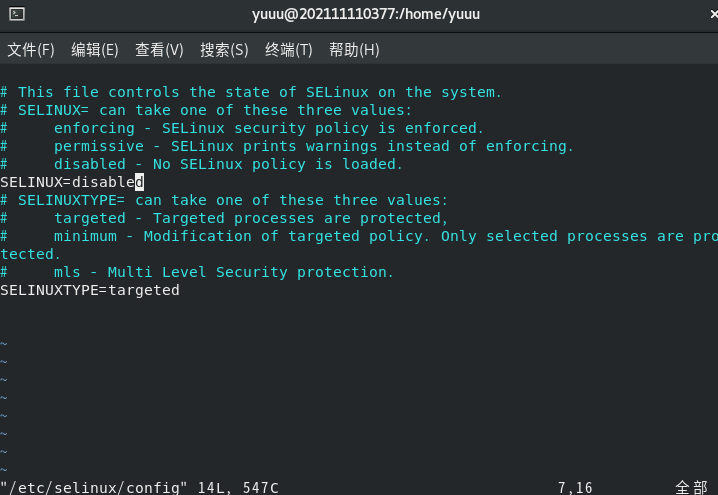 yuuu@202111110377:/home/yuuu
文件(F) 编辑(E) 查看(V) 搜索(S) 终端(T) 帮助(H)
# This file controls the state of SELinux on the system.
# SELINUX= can take one of these three values:
#     enforcing - SELinux security policy is enforced.
#     permissive - SELinux prints warnings instead of enforcing.
#     disabled - No SELinux policy is loaded.
SELINUX=disabled
# SELINUXTYPE= can take one of these three values:
#     targeted - Targeted processes are protected,
#     minimum - Modification of targeted policy. Only selected processes are pro
tected.
#     mls - Multi Level Security protection.
SELINUXTYPE=targeted
~
~
~
~
~
~
~
~
"/etc/selinux/config" 14L, 547C 7,16 全部